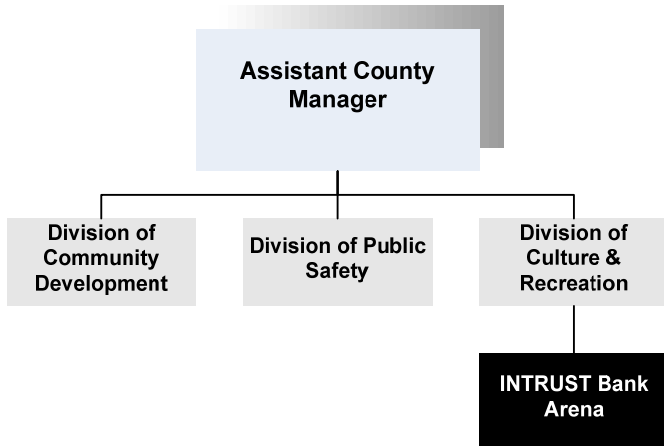 Assistant County
Manager
Division of
Community
Development
Division of Public
Safety
Division of
Culture &
Recreation
INTRUST Bank
Arena